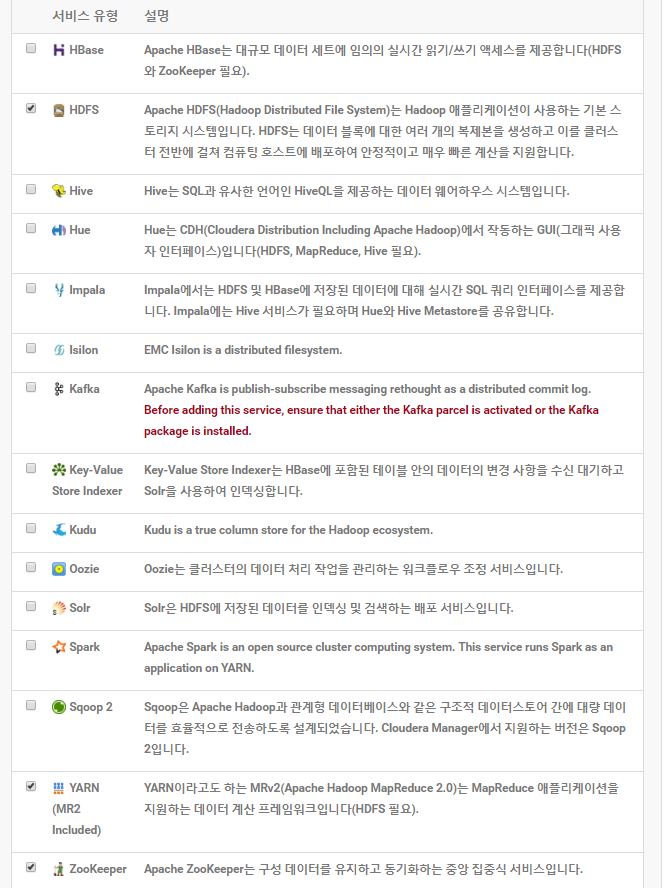 서비스 유형 설명
HBase Apache HBase는 대규모 데이터 세트에 임의의 실시간 읽기/쓰기 액세스를 제공합니다(HDFS
와 ZooKeeper 필요).
HDFS Apache HDFS(Hadoop Distributed File System)는 Hadoop 애플리케이션이 사용하는 기본 스
토리지 시스템입니다. HDFS는 데이터 블록에 대한 여러 개의 복제본을 생성하고 이를 클러스
터 전반에 걸쳐 컴퓨팅 호스트에 배포하여 안정적이고 매우 빠른 계산을 지원합니다.
Hive Hive는 SQL과 유사한 언어인 HiveQL을 제공하는 데이터 웨어하우스 시스템입니다.
Hue Hue는 CDH(Cloudera Distribution Including Apache Hadoop)에서 작동하는 GUI(그래픽 사용
자 인터페이스)입니다(HDFS, MapReduce, Hive 필요).
Impala Impala에서는 HDFS 및 HBase에 저장된 데이터에 대해 실시간 SQL 쿼리 인터페이스를 제공합
니다. Impala에는 Hive 서비스가 필요하며 Hue와 Hive Metastore를 공유합니다.
Isilon EMC Isilon is a distributed filesystem.
Kafka Apache Kafka is publish-subscribe messaging rethought as a distributed commit log.
Before adding this service, ensure that either the Kafka parcel is activated or the Kafka
package is installed.
Key-Value Key-Value Store Indexer는 HBase에 포함된 테이블 안의 데이터의 변경 사항을 수신 대기하고
Store Indexer Solr을 사용하여 인덱싱합니다.
Kudu Kudu is a true column store for the Hadoop ecosystem.
Oozie Oozie는 클러스터의 데이터 처리 작업을 관리하는 워크플로우 조정 서비스입니다.
Solr Solr은 HDFS에 저장된 데이터를 인덱싱 및 검색하는 배포 서비스입니다.
Spark Apache Spark is an open source cluster computing system. This service runs Spark as an
application on YARN.
Sqoop 2 Sqoop은 Apache Hadoop과 관계형 데이터베이스와 같은 구조적 데이터스토어 간에 대량 데이
터를 효율적으로 전송하도록 설계되었습니다. Cloudera Manager에서 지원하는 버전은 Sqoop
2입니다.
YARN YARN이라고도 하는 MRv2(Apache Hadoop MapReduce 2.0)는 MapReduce 애플리케이션을
(MR2 지원하는 데이터 계산 프레임워크입니다(HDFS 필요).
Included)
ZooKeeper Apache ZooKeeper는 구성 데이터를 유지하고 동기화하는 중앙 집중식 서비스입니다.